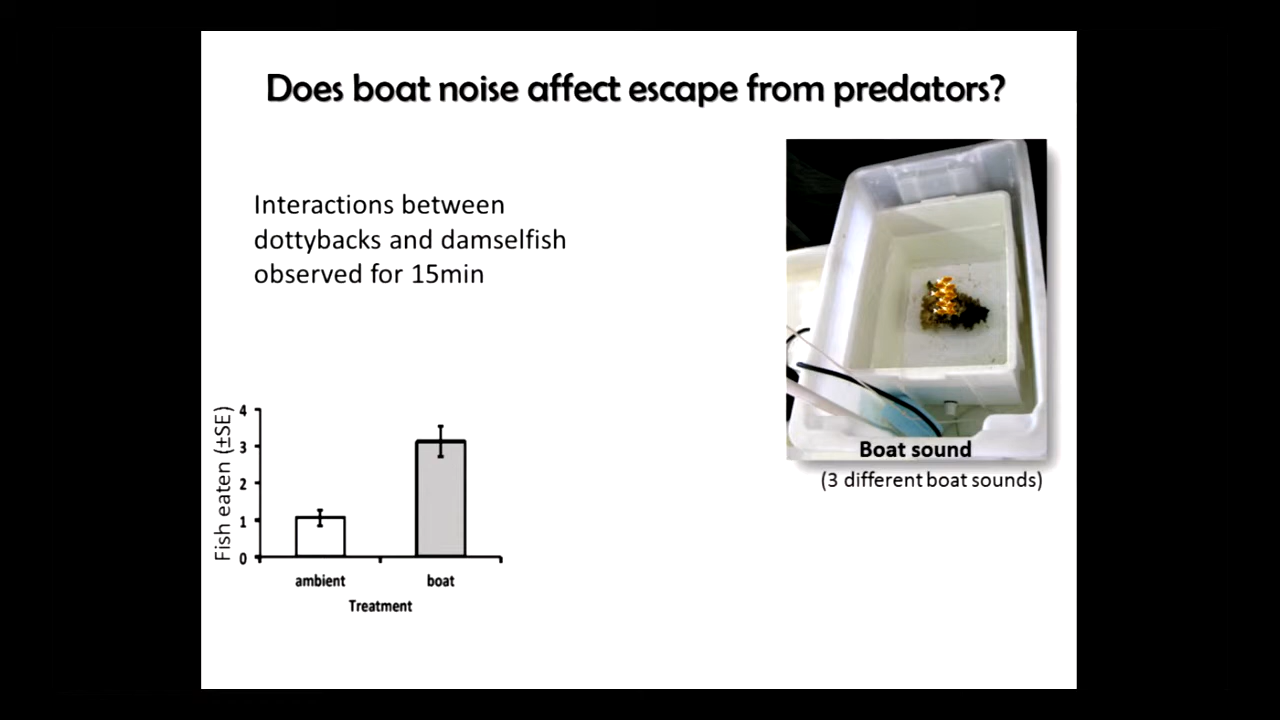 Does boat noise affect escape from predators?
Interactions between
dottybacks and damselfish
observed for 15min
Boat sound
(3 different boat sounds)
Fish eaten (±SE)
4
3
2
1
0
ambient boat
Treatment